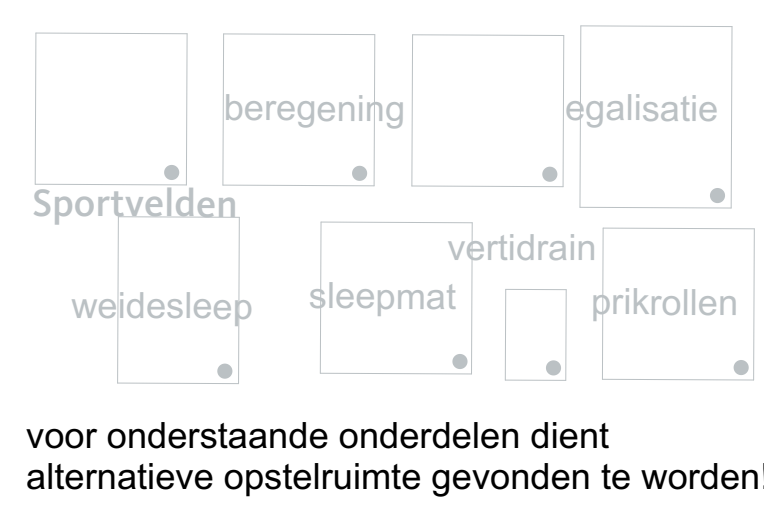 beregening
egalisatie
Sportvelden
vertidrain
weidesleep
sleepmat
prikrollen
voor onderstaande onderdelen dient
alternatieve opstelruimte gevonden te worden!